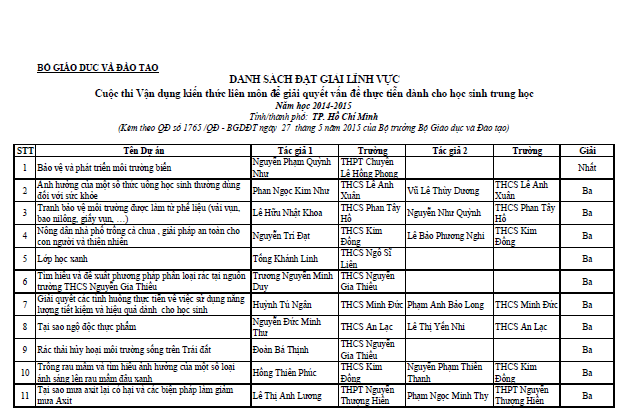 BỘ GIÁO DỤC VÀ ĐÀO TẠO
DANH SÁCH ĐẠT GIẢI LĨNH VỰC
Cuộc thi Vận dụng kiến thức liên môn để giải quyết vấn đề thực tiễn dành cho học sinh trung học
Năm học 2014-2015
Tỉnh/thành phố: TP. Hồ Chí Minh
(Kèm theo QĐ số 1765 /QĐ - BGDĐT ngày 27 tháng 5 năm 2015 của Bộ trưởng Bộ Giáo dục và Đào tạo)
STT Tên Dự án Tác giả 1 Trường Tác giả 2 Trường Giải
1 Bảo vệ và phát triển môi trường biển Nguyễn Phạm Quỳnh Như THPT Chuyên Lê Hồng Phong Nhất
2 Ảnh hưởng của một số thức uống học sinh thường dùng đối với sức khỏe Phan Ngọc Kim Như THCS Lê Anh Xuân Vũ Lê Thùy Dương THCS Lê Anh Xuân Ba
3 Tranh bảo vệ môi trường được làm từ phế liệu (vải vụn, bao nilông, giấy vụn, …) Lê Hữu Nhật Khoa THCS Phan Tây Hồ Nguyễn Như Quỳnh THCS Phan Tây Hồ Ba
4 Nông dân nhà phố trồng cà chua , giải pháp an toàn cho con người và thiên nhiên Nguyễn Trí Đạt THCS Kim Đồng Lê Bảo Phương Nghi THCS Kim Đồng Ba
5 Lớp học xanh Tống Khánh Linh THCS Ngô Sĩ Liên Ba
6 Tìm hiểu và đề xuất phương pháp phân loại rác tại nguồn trường THCS Nguyễn Gia Thiều Trương Nguyễn Minh Duy THCS Nguyễn Gia Thiều Ba
7 Giải quyết các tình huống thực tiễn về việc sử dụng năng lượng tiết kiệm và hiệu quả dành cho học sinh Huỳnh Tú Ngân THCS Minh Đức Phạm Anh Bảo Long THCS Minh Đức Ba
8 Tại sao ngộ độc thực phẩm Nguyễn Đức Minh Thư THCS An Lạc Lê Thị Yến Nhi THCS An Lạc Ba
9 Rác thải hủy hoại môi trường sống trên Trái đất Đoàn Bá Thịnh THCS Nguyễn Gia Thiều Ba
10 Trồng rau mầm và tìm hiểu ảnh hưởng của một số loại ánh sáng lên rau mầm đậu xanh Hồng Thiên Phúc THCS Kim Đồng Nguyễn Phạm Thiên Thanh THCS Kim Đồng Ba
11 Tại sao mưa axit lại có hại và các biện pháp làm giảm mưa Axit Lê Thị Anh Lương THPT Nguyễn Thượng Hiền Phạm Ngọc Minh Thy THPT Nguyễn Thượng Hiền Ba